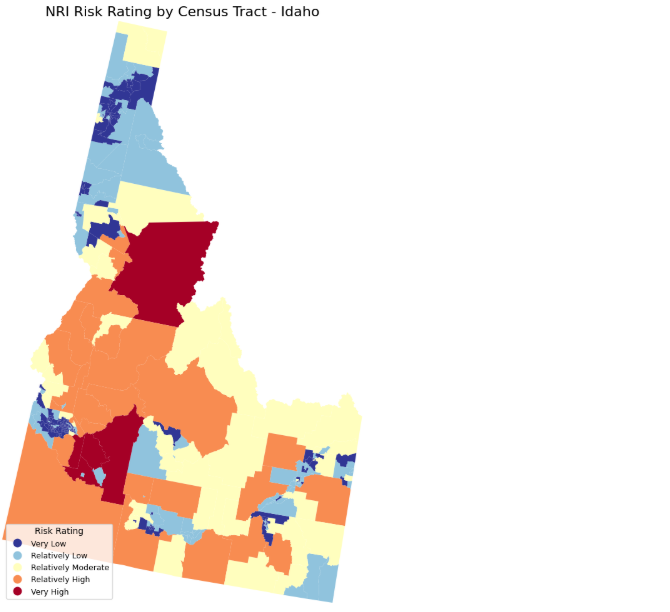 NRI Risk Rating by Census Tract - Idaho
Risk Rating
Very Low
Relatively Low
Relatively Moderate
Relatively High
Very High